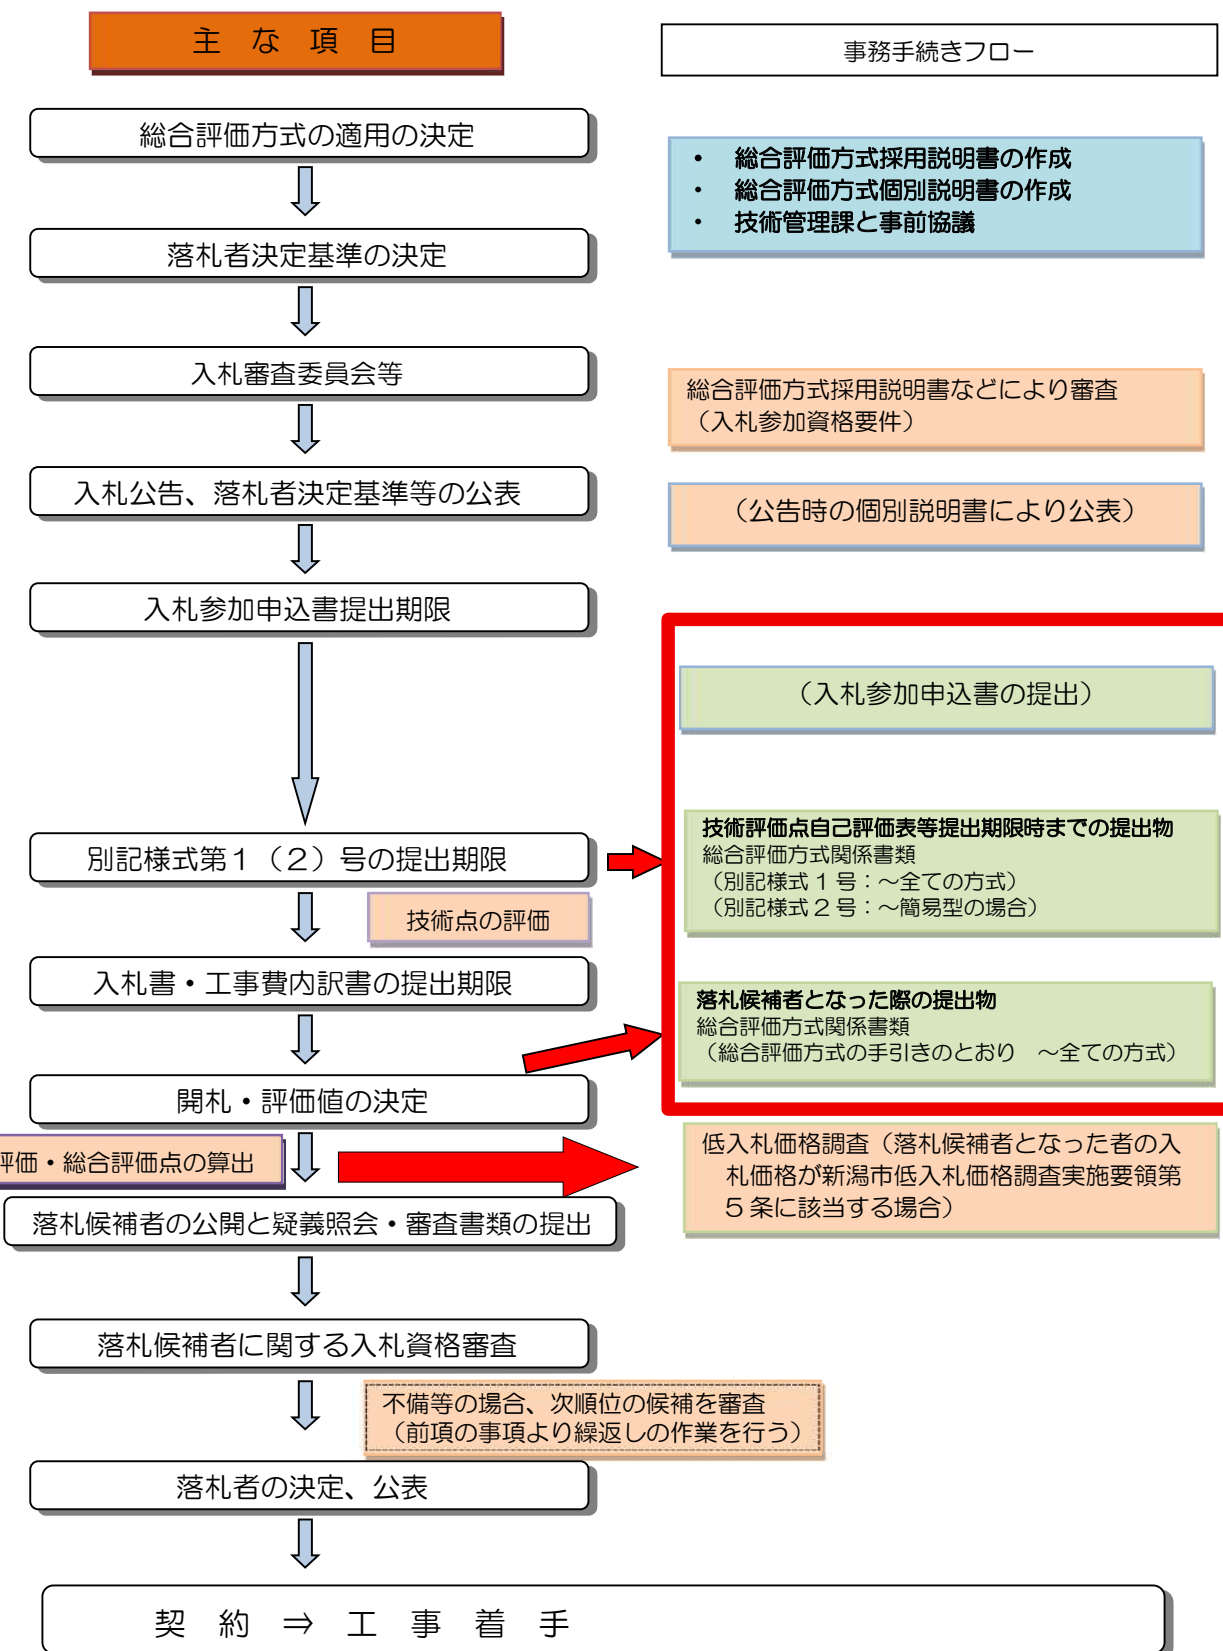 主な項目
事務手続きフロー
総合評価方式の適用の決定
・ 総合評価方式採用説明書の作成
・ 総合評価方式個別説明書の作成
・ 技術管理課と事前協議
落札者決定基準の決定
入札審査委員会等
総合評価方式採用説明書などにより審査
（入札参加資格要件）
入札公告、落札者決定基準等の公表
（公告時の個別説明書により公表）
入札参加申込書提出期限
（入札参加申込書の提出）
別記様式第１（２）号の提出期限
技術評価点自己評価表等提出期限時までの提出物
総合評価方式関係書類
（別記様式１号：～全ての方式）
（別記様式２号：～簡易型の場合）
技術点の評価
入札書・工事費内訳書の提出期限
落札候補者となった際の提出物
総合評価方式関係書類
（総合評価方式の手引きのとおり　～全ての方式）
開札・評価値の決定
評価・総合評価点の算出
低入札価格調査（落札候補者となった者の入
札価格が新潟市低入札価格調査実施要領第
５条に該当する場合）
落札候補者の公開と疑義照会・審査書類の提出
落札候補者に関する入札資格審査
不備等の場合、次順位の候補を審査
（前項の事項より繰返しの作業を行う）
落札者の決定、公表
契約⇒工事着手